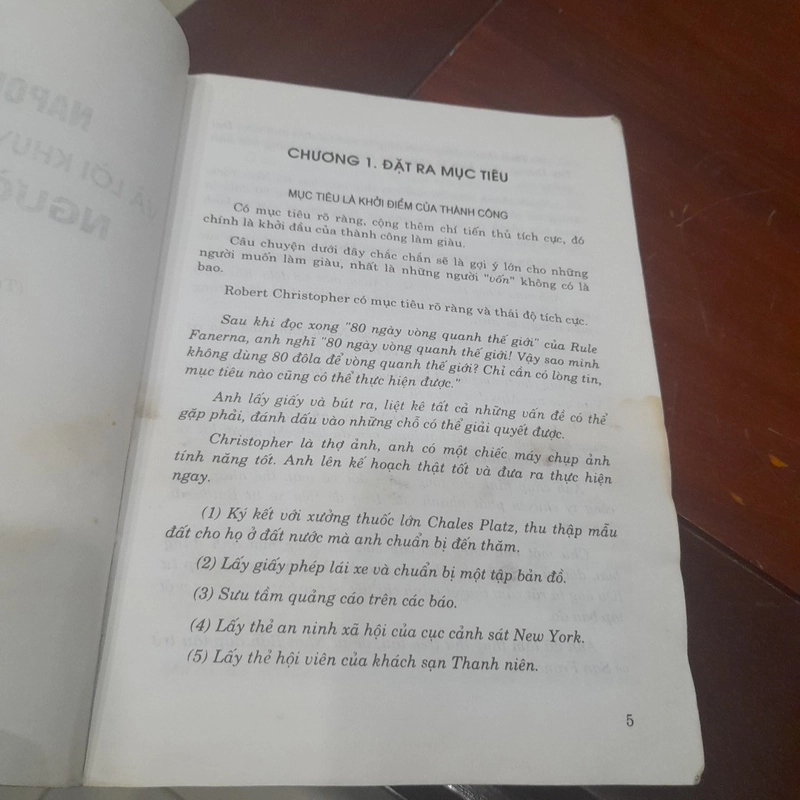 CHƯƠNG 1. ĐẶT RA MỤC TIÊU
MỤC TIÊU LÀ KHỞI ĐIỂM CỦA THÀNH CÔNG
Có mục tiêu rõ ràng, cộng thêm chí tiến thủ tích cực, đó
chính là khởi đầu của thành công làm giàu.
Câu chuyện dưới đây chắc chắn sẽ là gợi ý lớn cho những
người muốn làm giàu, nhất là những người "vốn" không có là
bao.
Robert Christopher có mục tiêu rõ ràng và thái độ tích cực.
Sau khi đọc xong "80 ngày vòng quanh thế giới" của Rule
Fanerna, anh nghĩ "80 ngày vòng quanh thế giới! Vậy sao mình
không dùng 80 đôla để vòng quanh thế giới? Chỉ cần có lòng tin,
mục tiêu nào cũng có thể thực hiện được."
Anh lấy giấy và bút ra, liệt kê tất cả những vấn đề có thể
gặp phải, đánh dấu vào những chỗ có thể giải quyết được.
Christopher là thợ ảnh, anh có một chiếc máy chụp ảnh
tính năng tốt. Anh lên kế hoạch thật tốt và đưa ra thực hiện
ngay.
(1) Ký kết với xưởng thuốc lớn Chales Platz, thu thập mẫu
đất cho họ ở đất nước mà anh chuẩn bị đến thăm.
(2) Lấy giấy phép lái xe và chuẩn bị một tập bản đồ.
(3) Sưu tầm quảng cáo trên các báo.
(4) Lấy thẻ an ninh xã hội của cục cảnh sát New York.
(5) Lấy thẻ hội viên của khách sạn Thanh niên.
5